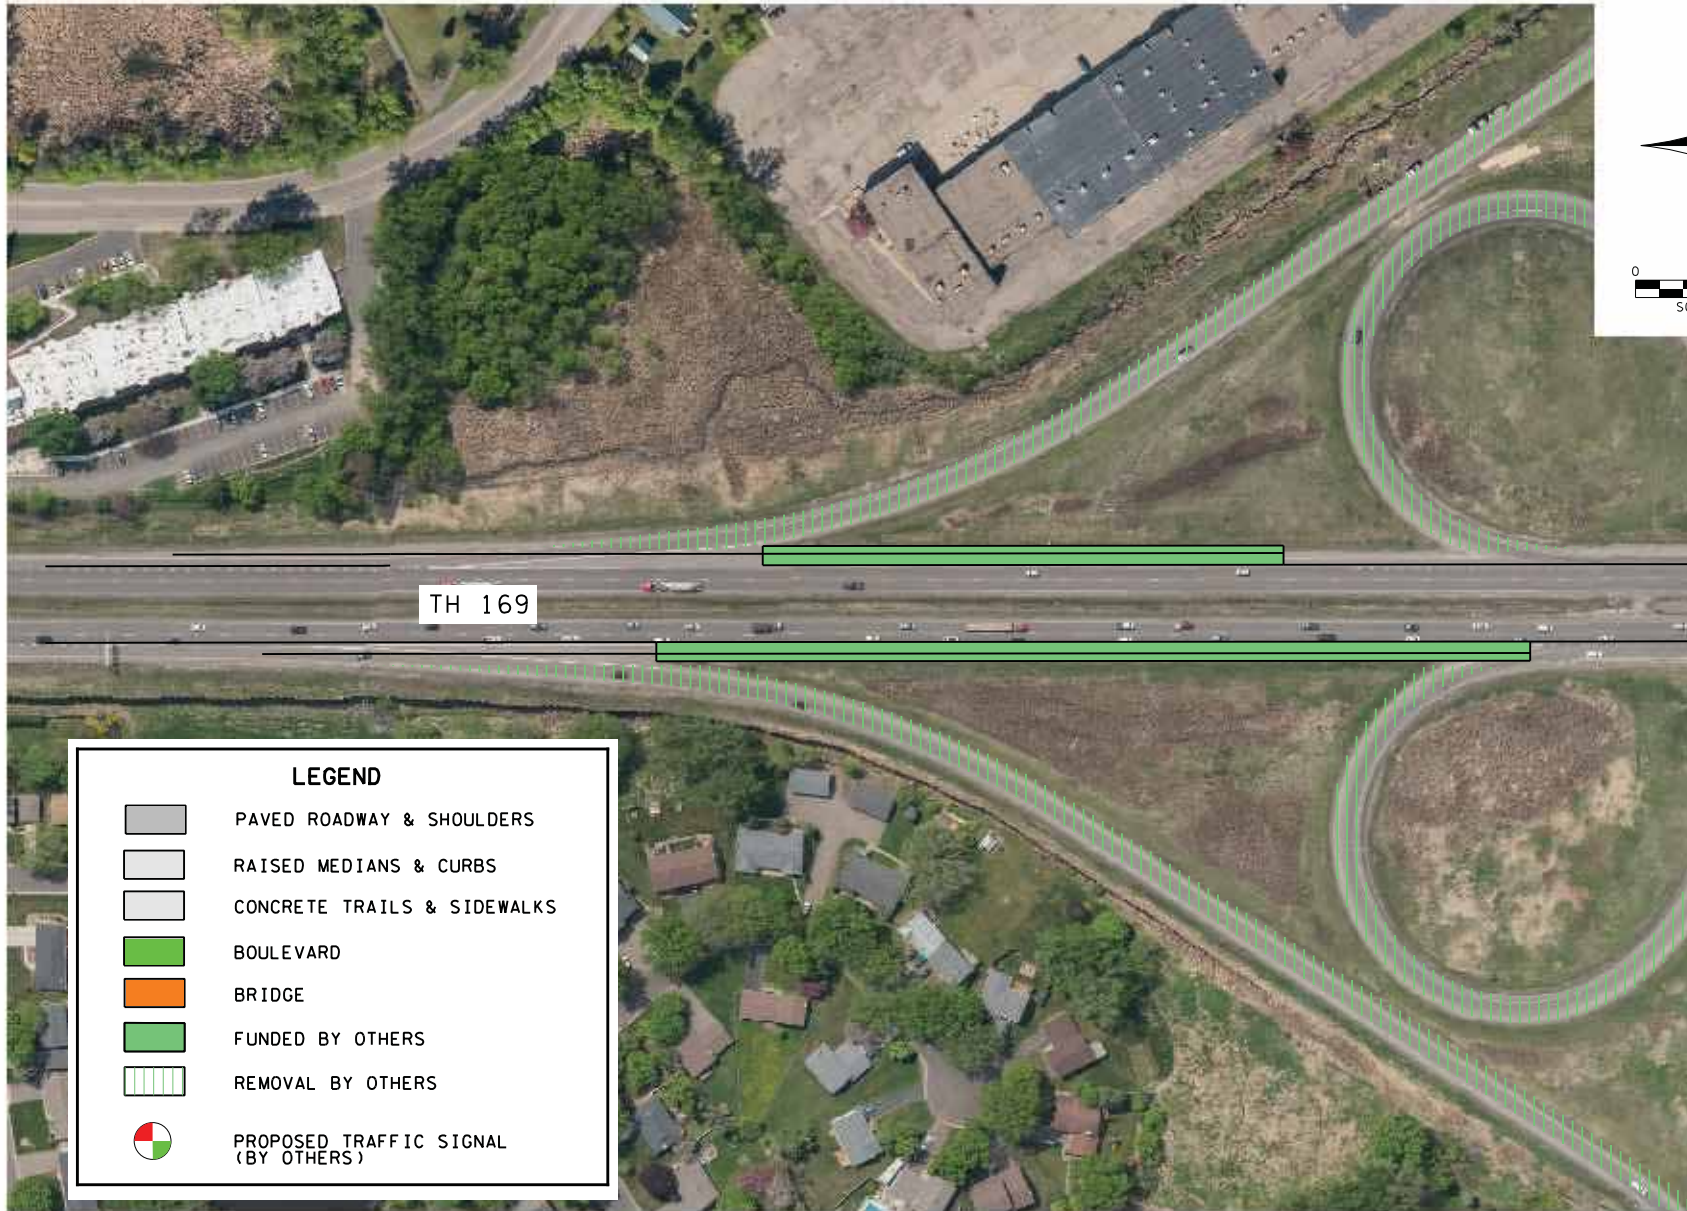 0
TH 169
LEGEND
PAVED ROADWAY & SHOULDERS
RAISED MEDIANS & CURBS
CONCRETE TRAILS & SIDEWALKS
BOULEVARD
BRIDGE
FUNDED BY OTHERS
REMOVAL BY OTHERS
PROPOSED TRAFFIC SIGNAL
(BY OTHERS)